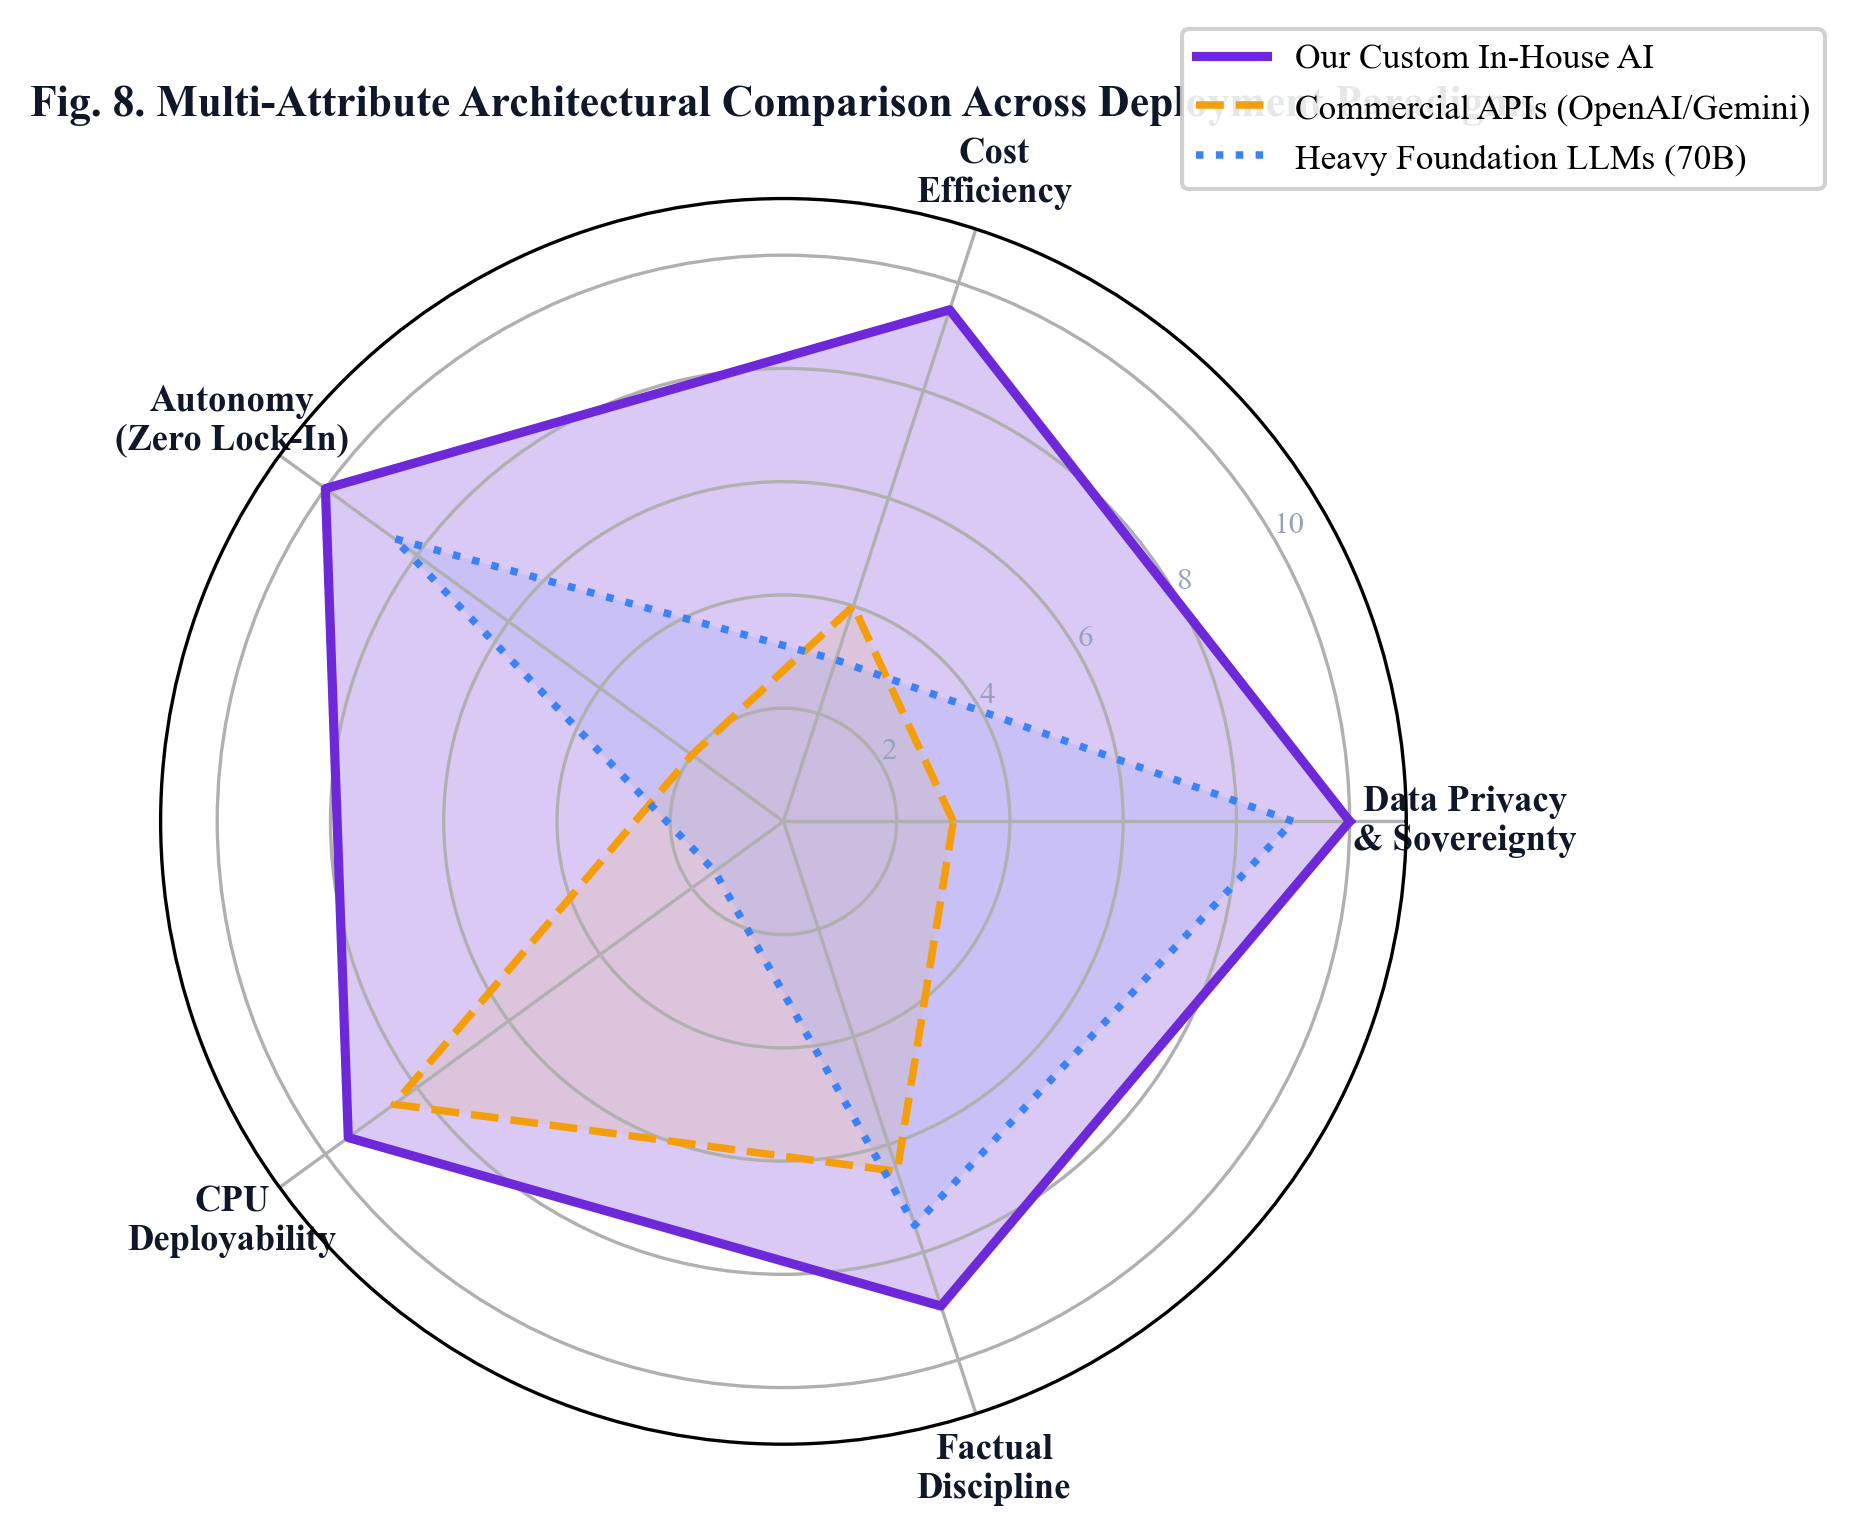 Our Custom In-House AI
Fig. 8. Multi-Attribute Architectural Comparison Across Deployment Paradigms
Commercial APIs (OpenAI/Gemini)
Heavy Foundation LLMs (70B)
Cost
Efficiency
Autonomy
(Zero Lock-In)
10
8
6
4
2
Data Privacy
& Sovereignty
CPU
Deployability
Factual
Discipline